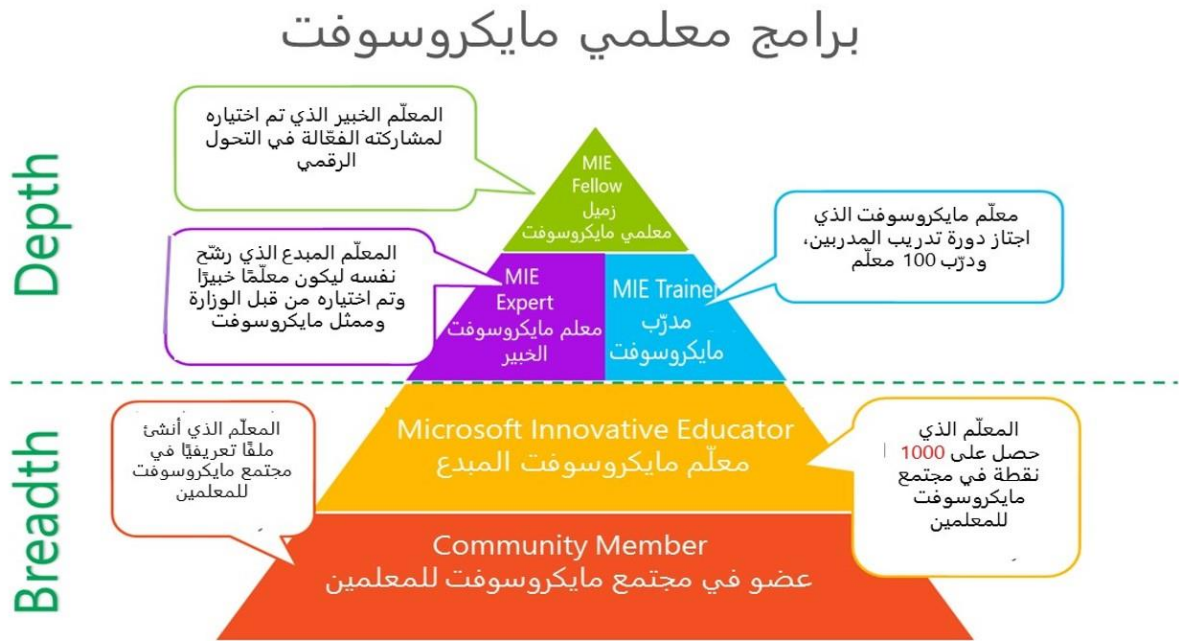 برامج معلمي مايكروسوفت
Depth
المعلّم الخبير الذي تم اختياره
لمشاركته الفعّالة في التحول
الرقمي
MIE
Fellow
زميل
معلمي مايكروسوفت
معلّم مايكروسوفت الذي
اجتاز دورة تدريب المدربين،
ودرّب 100 معلّم
المعلم المبدع الذي رشّح
نفسه ليكون معلّمًا خبيرًا
وتم اختياره من قبل الوزارة
وممثل مايكروسوفت
MIE
Expert
معلم مايكروسوفت
الخبير
MIE Trainer
مدرّب
مايكروسوفت
Breadth
المعلّم الذي أنشئ
ملفًا تعريفيًا في
مجتمع مايكروسوفت
للمعلمين
Microsoft Innovative Educator
معلّم مايكروسوفت المبدع
المعلم الذي
حصل على 1000
نقطة في مجتمع
مايكروسوفت
للمعلمين
Community Member
عضو في مجتمع مايكروسوفت للمعلمين